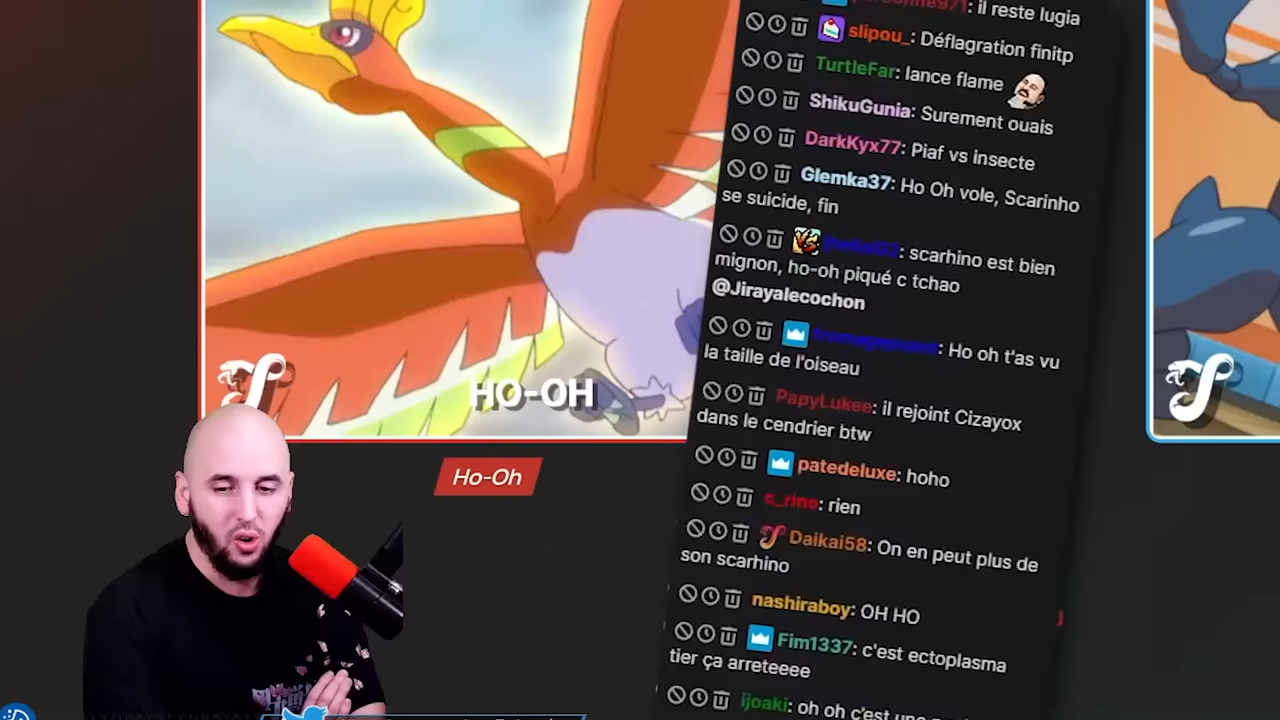 : il reste lugia
slipou_: Déflagration finitp
TurtleFar: lance flame
ShikuGunia: Surement ouais
DarkKyx77: Piaf vs insecte
Glemka37: Ho Oh vole, Scarinho
se suicide, fin
: scarhino est bien
mignon, ho-oh piqué c tchao
@Jirayalecochon
: Ho oh t'as vu
la taille de l'oiseau
PapyLukee: il rejoint Cizayox
dans le cendrier btw
patedeluxe: hoho
c_rino: rien
Daikai58: On en peut plus de
son scarhino
nashiraboy: OH HO
Fim1337: c'est ectoplasma
tier ça arreteeee
ijoaki: oh oh c'est une
HO-OH
Ho-Oh